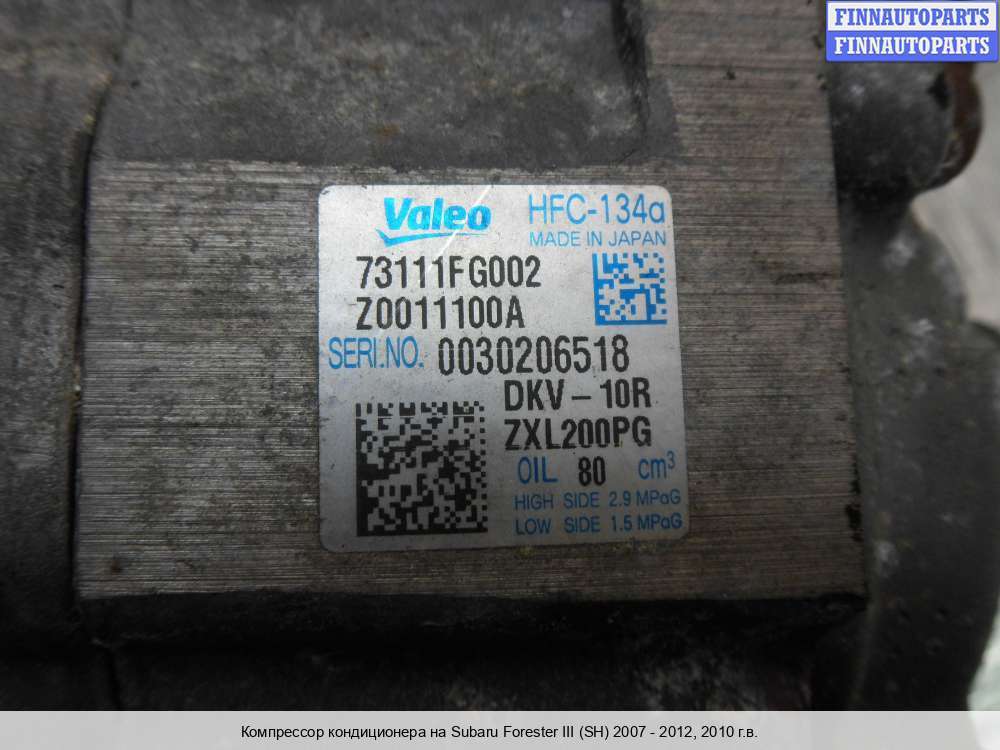 FINNAUTOPARTS
FINNAUTOPARTS
Valeo HFC-134a
MADE IN JAPAN
73111FG002
Z0011100A
SERI.NO. 0030206518
DKV-10R
ZXL200PG
OIL 80 cm³
HIGH SIDE 2.9 MPaG
LOW SIDE 1.5 MPaG
Компрессор кондиционера на Subaru Forester III (SH) 2007 - 2012, 2010 г.в.